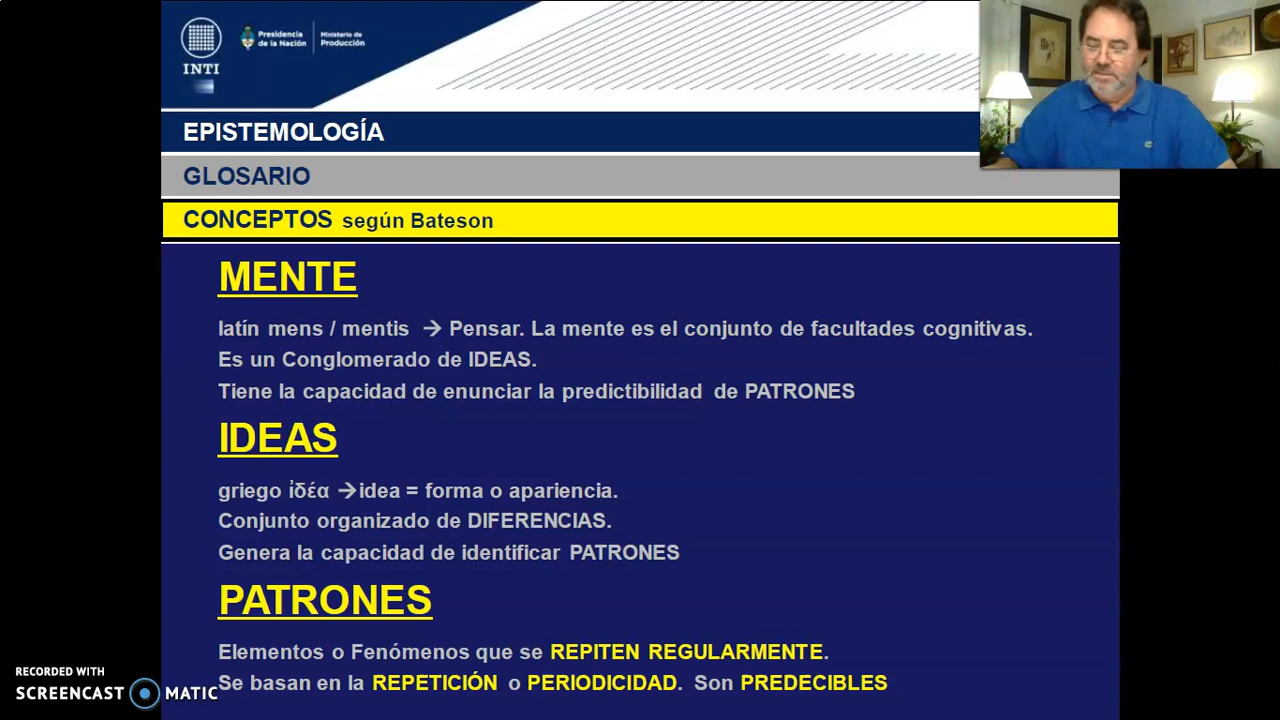 INTI
Presidencia de la Nación
Ministerio de Producción
EPISTEMOLOGÍA
GLOSARIO
CONCEPTOS según Bateson
MENTE
latín mens / mentis → Pensar. La mente es el conjunto de facultades cognitivas.
Es un Conglomerado de IDEAS.
Tiene la capacidad de enunciar la predictibilidad de PATRONES
IDEAS
griego ἰδέα →idea = forma o apariencia.
Conjunto organizado de DIFERENCIAS.
Genera la capacidad de identificar PATRONES
PATRONES
Elementos o Fenómenos que se REPITEN REGULARMENTE.
Se basan en la REPETICIÓN o PERIODICIDAD. Son PREDECIBLES
RECORDED WITH
SCREENCAST MATIC